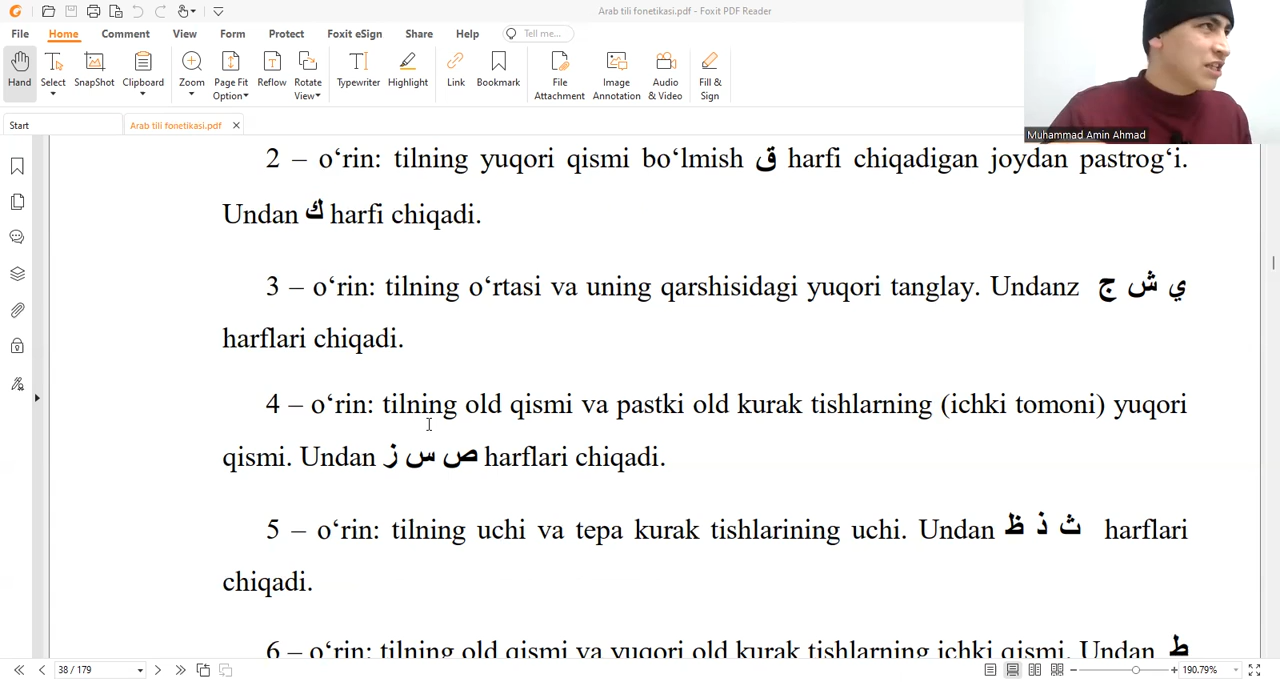 Arab tili fonetikasi.pdf - Foxit PDF Reader
File Home Comment View Form Protect Foxit eSign Share Help Tell me...
Hand Select SnapShot Clipboard Zoom Page Fit Option Reflow Rotate View Typewriter Highlight Link Bookmark File Attachment Image Annotation Audio & Video Fill & Sign
Muhammad Amin Ahmad
Start Arab tili fonetikasi.pdf
2 – o‘rin: tilning yuqori qismi bo‘lmish ق harfi chiqadigan joydan pastrog‘i.
Undan ك harfi chiqadi.
3 – o‘rin: tilning o‘rtasi va uning qarshisidagi yuqori tanglay. Undanz ي ش ج
harflari chiqadi.
4 – o‘rin: tilning old qismi va pastki old kurak tishlarning (ichki tomoni) yuqori
qismi. Undan ص س ز harflari chiqadi.
5 – o‘rin: tilning uchi va tepa kurak tishlarining uchi. Undan ث ذ ظ harflari
chiqadi.
6 – o‘rin: tilning old qismi va yuqori old kurak tishlarning ichki qismi. Undan ط
38 / 179 190.79%